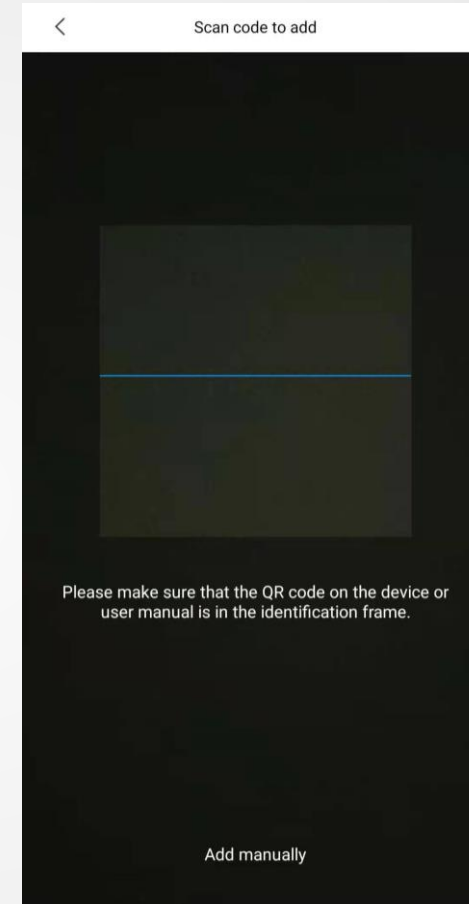 Scan code to add
Please make sure that the QR code on the device or
user manual is in the identification frame.
Add manually